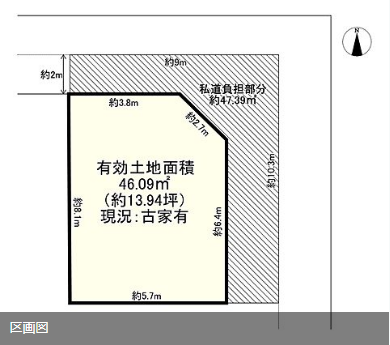 N
約9m
約2m
私道負担部分
約47.39㎡
約3.8m
約2.7m
約10.3m
有効土地面積
46.09㎡
(約13.94坪)
現況:古家有
約8.1m
約6.4m
約5.7m
区画図